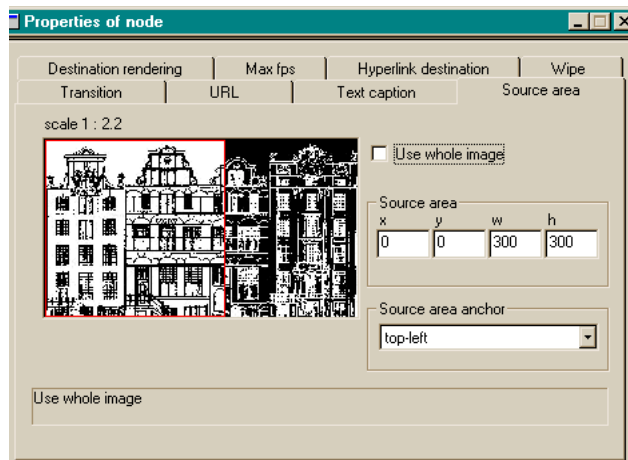 Properties of node
Destination rendering Max fps Hyperlink destination Wipe
Transition URL Text caption Source area
scale 1 : 2.2
Use whole image
Source area
x y w h
0 0 300 300
Source area anchor
top-left
Use whole image